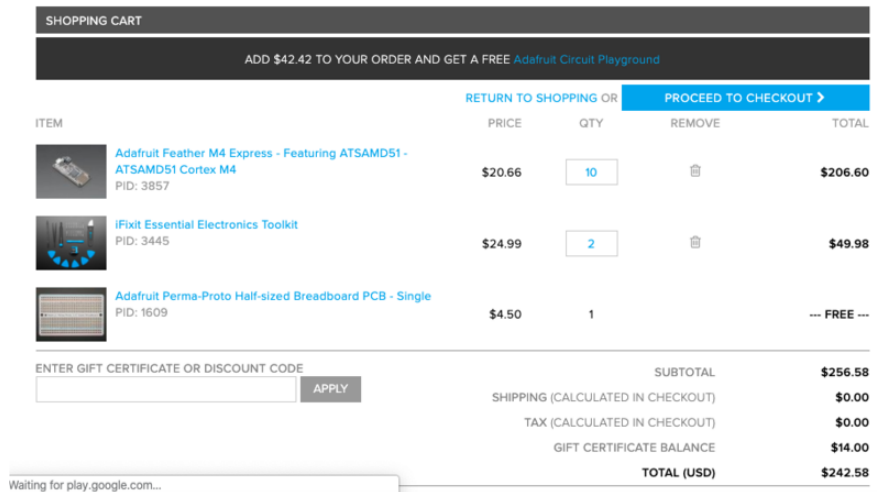 SHOPPING CART
ADD $42.42 TO YOUR ORDER AND GET A FREE Adafruit Circuit Playground
RETURN TO SHOPPING OR PROCEED TO CHECKOUT
ITEM PRICE QTY REMOVE TOTAL
Adafruit Feather M4 Express - Featuring ATSAMD51 -
ATSAMD51 Cortex M4
PID: 3857
$20.66 10 $206.60
iFixit Essential Electronics Toolkit
PID: 3445
$24.99 2 $49.98
Adafruit Perma-Proto Half-sized Breadboard PCB - Single
PID: 1609
$4.50 1 --- FREE ---
ENTER GIFT CERTIFICATE OR DISCOUNT CODE
APPLY
SUBTOTAL $256.58
SHIPPING (CALCULATED IN CHECKOUT) $0.00
TAX (CALCULATED IN CHECKOUT) $0.00
GIFT CERTIFICATE BALANCE $14.00
TOTAL (USD) $242.58
Waiting for play.google.com...